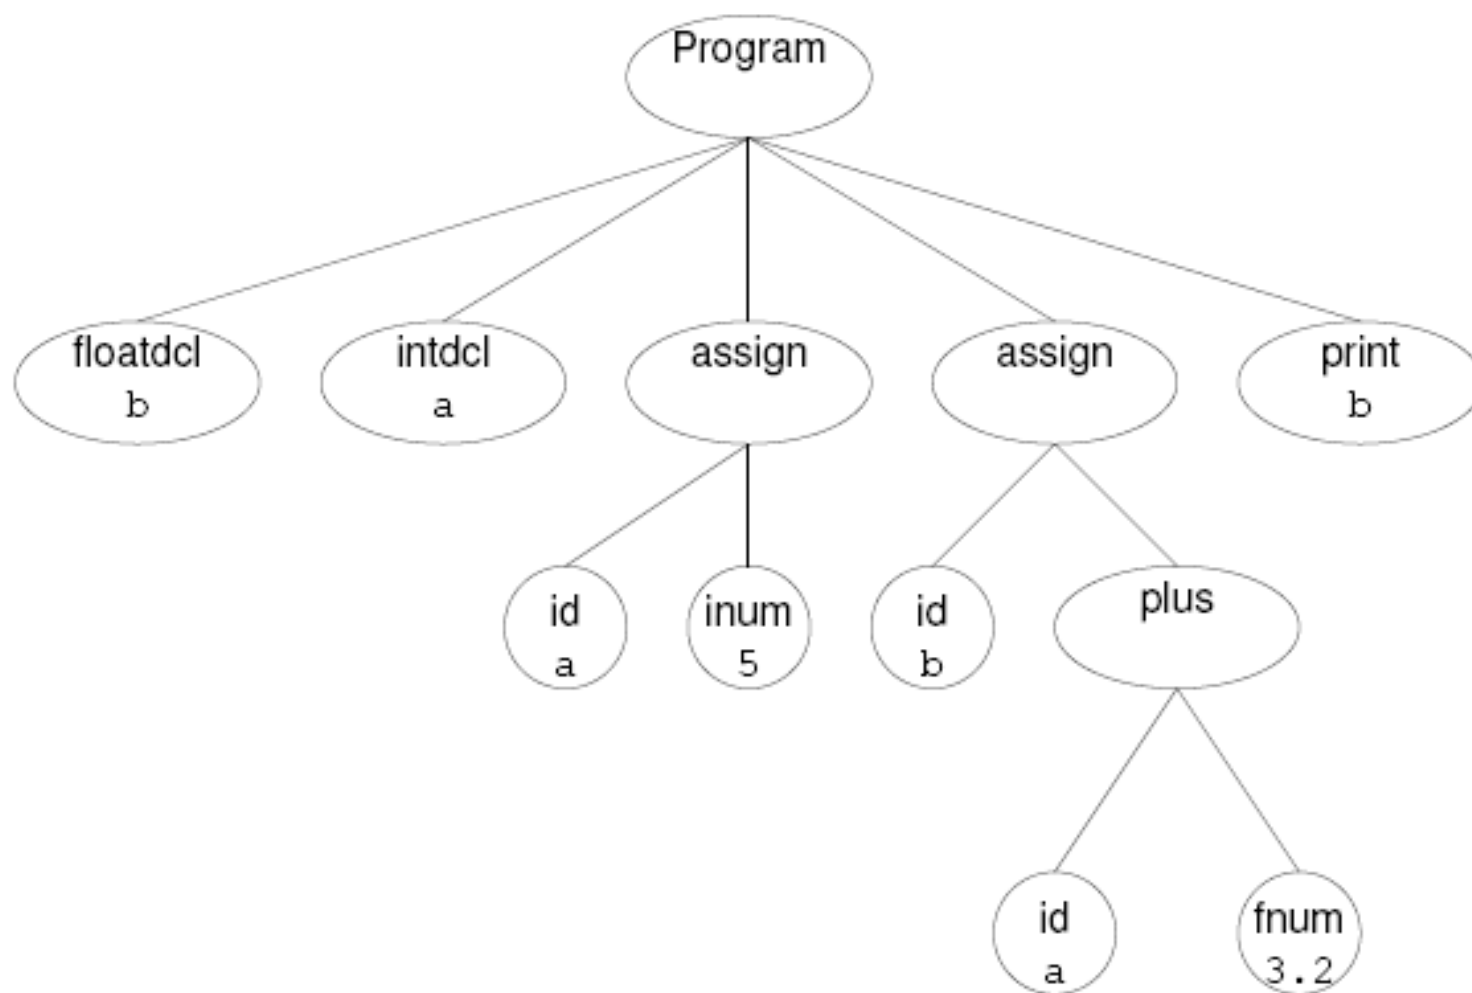 Program
floatdcl
b
intdcl
a
assign
assign
print
b
id
a
inum
5
id
b
plus
id
a
fnum
3.2